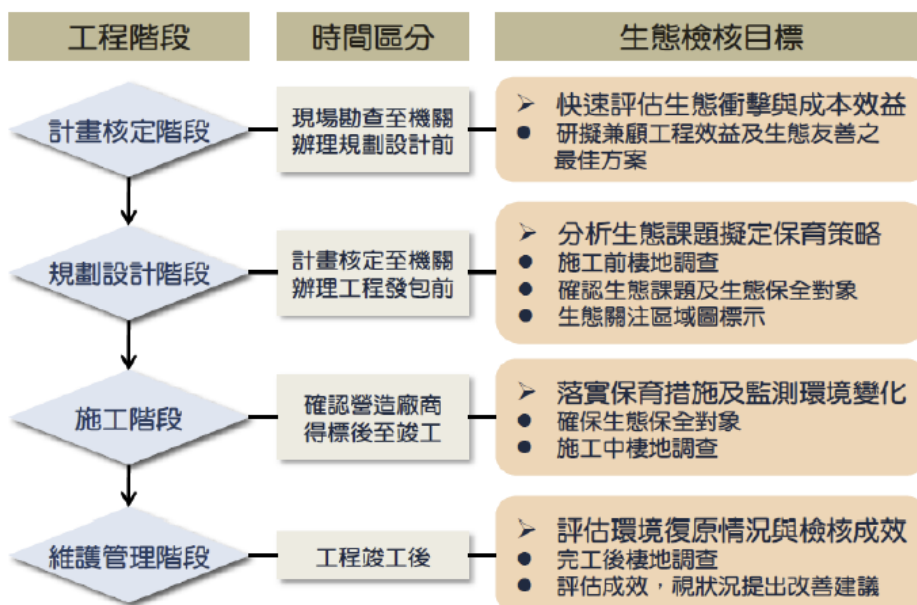 工程階段
時間區分
生態檢核目標
計畫核定階段
現場勘查至機關
辦理規劃設計前
➢ 快速評估生態衝擊與成本效益
● 研擬兼顧工程效益及生態友善之
最佳方案
規劃設計階段
計畫核定至機關
辦理工程發包前
➢ 分析生態課題擬定保育策略
● 施工前棲地調查
● 確認生態課題及生態保全對象
● 生態關注區域圖標示
施工階段
確認營造廠商
得標後至竣工
➢ 落實保育措施及監測環境變化
● 確保生態保全對象
● 施工中棲地調查
維護管理階段
工程竣工後
➢ 評估環境復原情況與檢核成效
● 完工後棲地調查
● 評估成效，視狀況提出改善建議